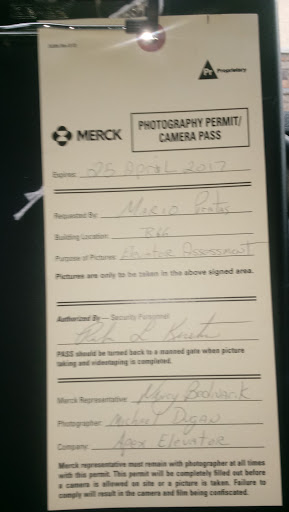 Pr Proprietary
MERCK
PHOTOGRAPHY PERMIT/
CAMERA PASS
Expires: 25 April 2017
Requested By: Mario
Building Location:
Purpose of Pictures: Elevator Assessment
Pictures are only to be taken in the above signed area.
Authorized By — Security Personnel
PASS should be turned back to a manned gate when picture
taking and videotaping is completed.
Merck Representative:
Photographer: Michael Dugan
Company: Apex Elevator
Merck representative must remain with photographer at all times
with this permit. This permit will be completely filled out before
a camera is allowed on site or a picture is taken. Failure to
comply will result in the camera and film being confiscated.